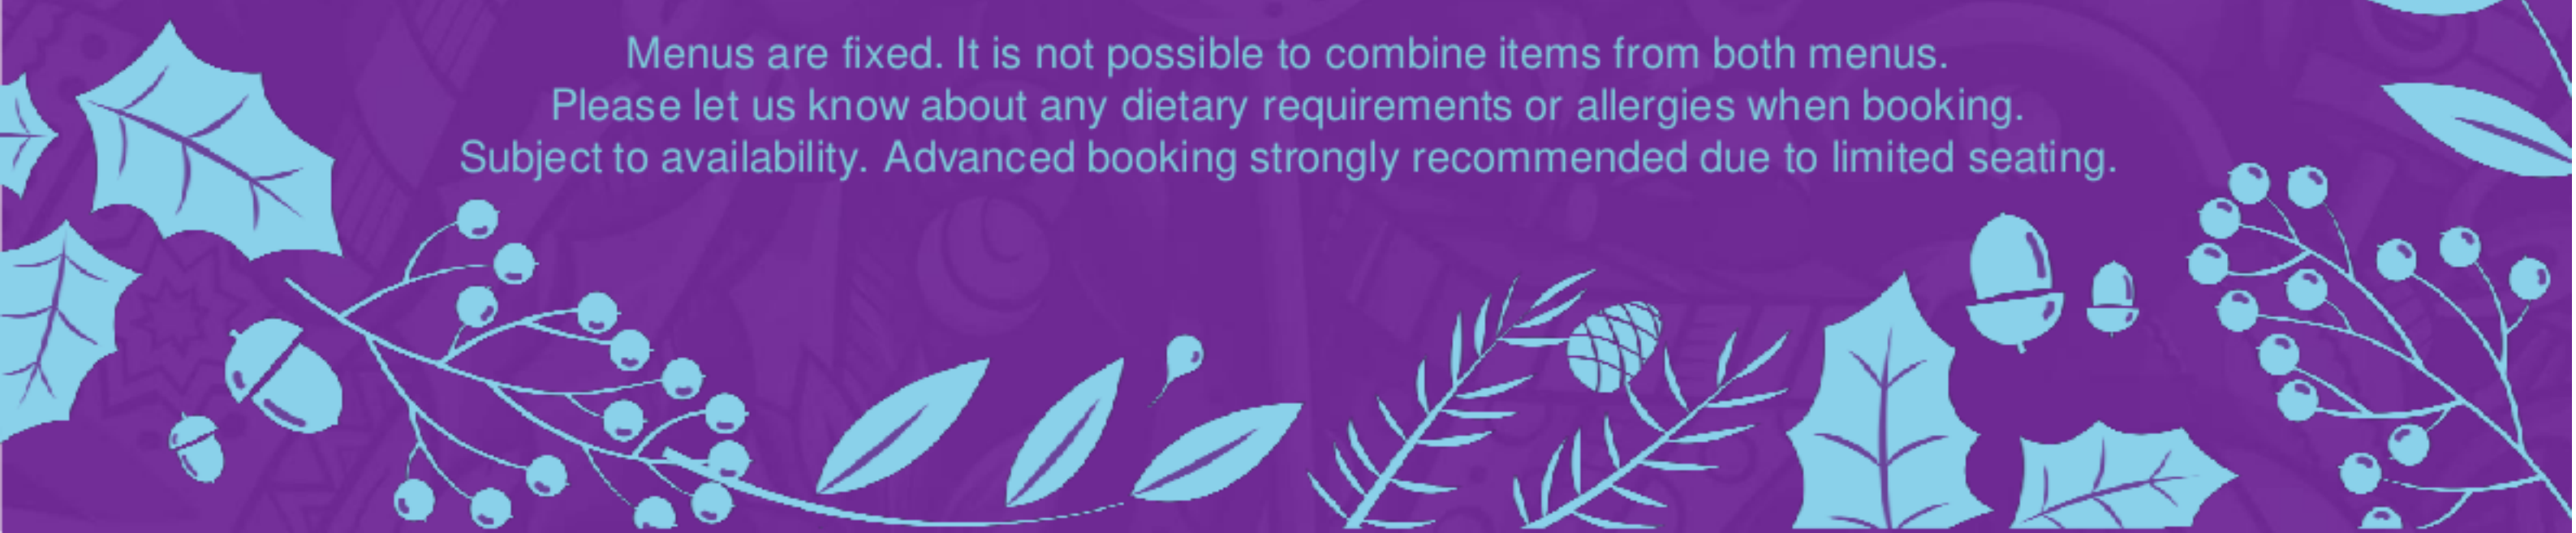 Menus are fixed. It is not possible to combine items from both menus.
Please let us know about any dietary requirements or allergies when booking.
Subject to availability. Advanced booking strongly recommended due to limited seating.